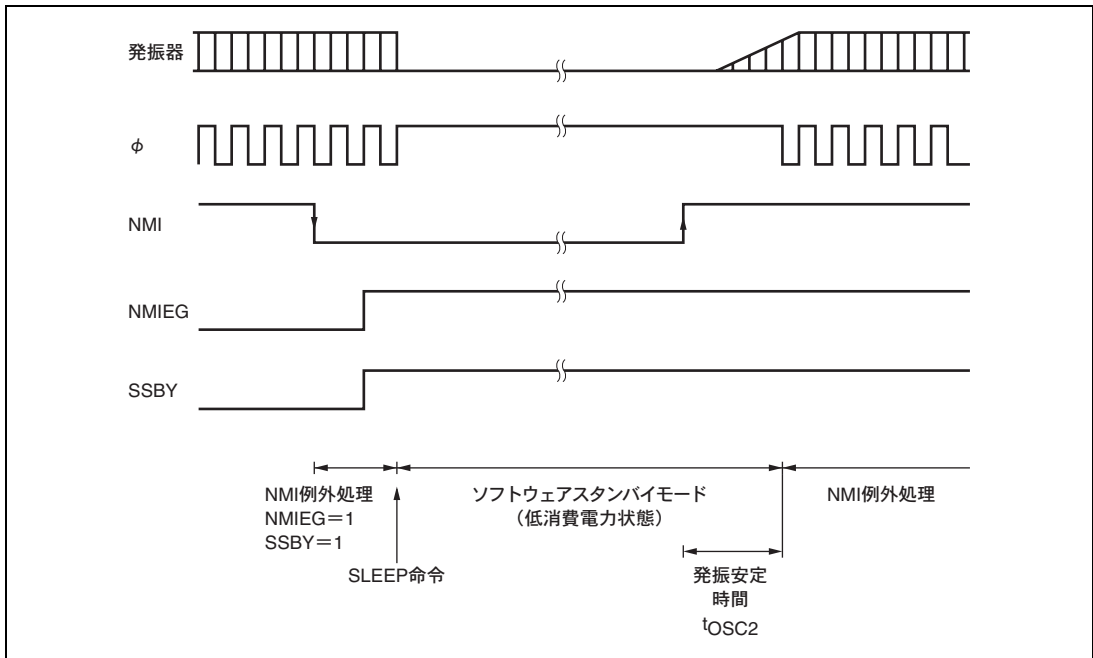 発振器
φ
NMI
NMIEG
SSBY
NMI例外処理
NMIEG=1
SSBY=1
SLEEP命令
ソフトウェアスタンバイモード
（低消費電力状態）
NMI例外処理
発振安定
時間
tOSC2